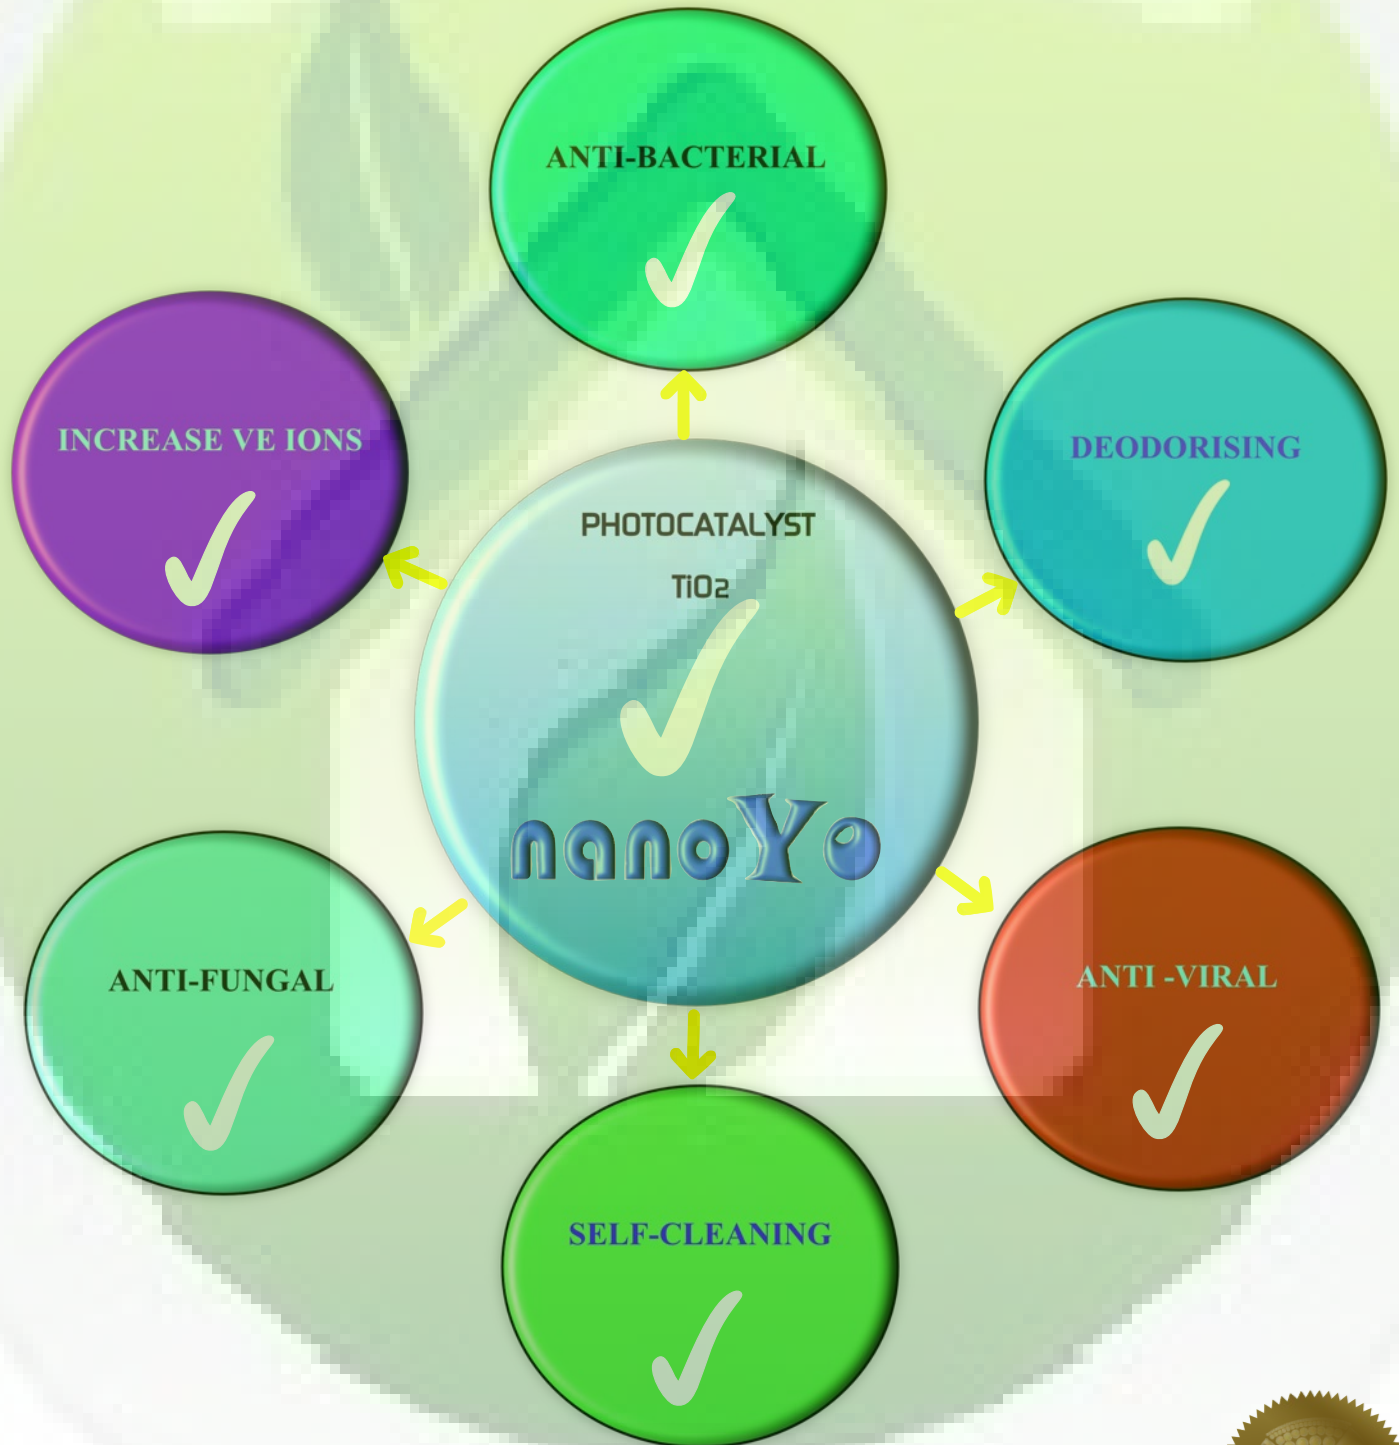 ANTI-BACTERIAL
INCREASE VE IONS
DEODORISING
PHOTOCATALYST
TiO2
nanoYo
ANTI-FUNGAL
ANTI -VIRAL
SELF-CLEANING